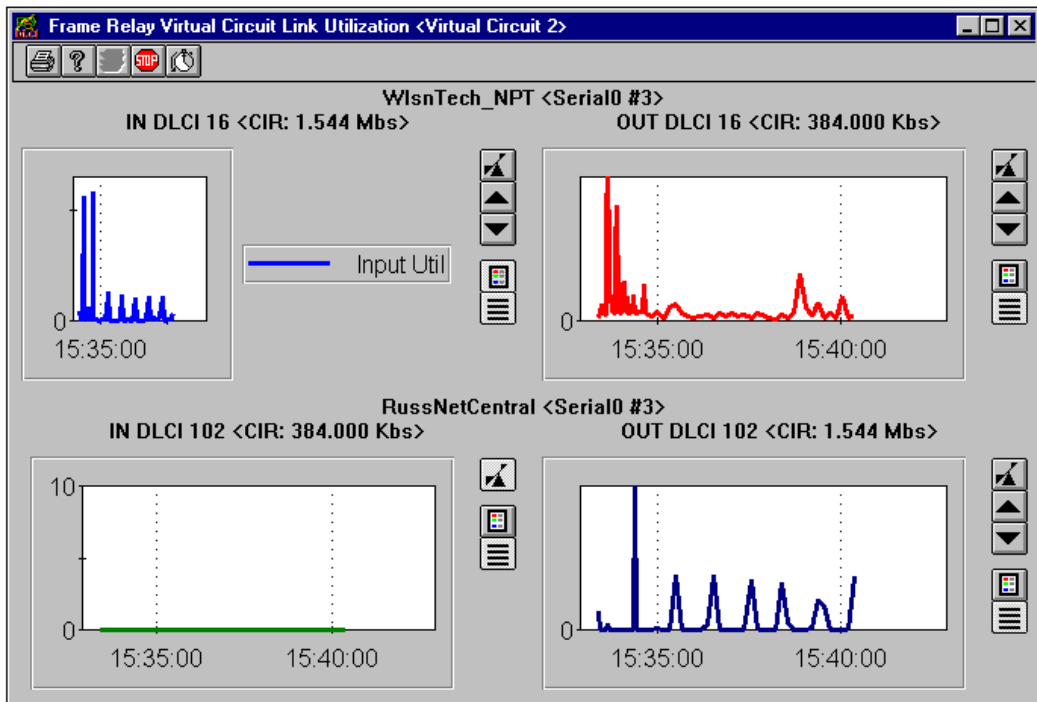 Frame Relay Virtual Circuit Link Utilization <Virtual Circuit 2>
STOP
WlsnTech_NPT <Serial0 #3>
IN DLCI 16 <CIR: 1.544 Mbs>
OUT DLCI 16 <CIR: 384.000 Kbs>
Input Util
0
15:35:00
0
15:35:00
15:40:00
RussNetCentral <Serial0 #3>
IN DLCI 102 <CIR: 384.000 Kbs>
OUT DLCI 102 <CIR: 1.544 Mbs>
10
0
15:35:00
15:40:00
0
15:35:00
15:40:00